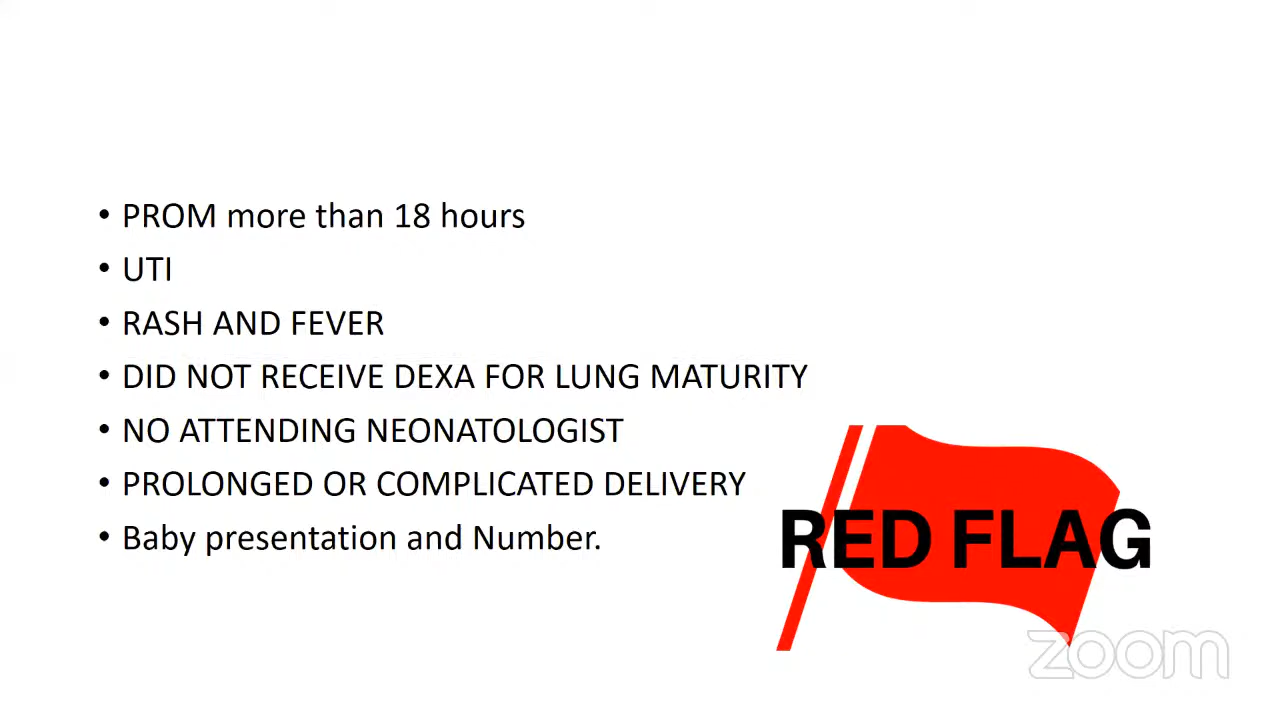 • PROM more than 18 hours
• UTI
• RASH AND FEVER
• DID NOT RECEIVE DEXA FOR LUNG MATURITY
• NO ATTENDING NEONATOLOGIST
• PROLONGED OR COMPLICATED DELIVERY
• Baby presentation and Number.
RED FLAG
zoom